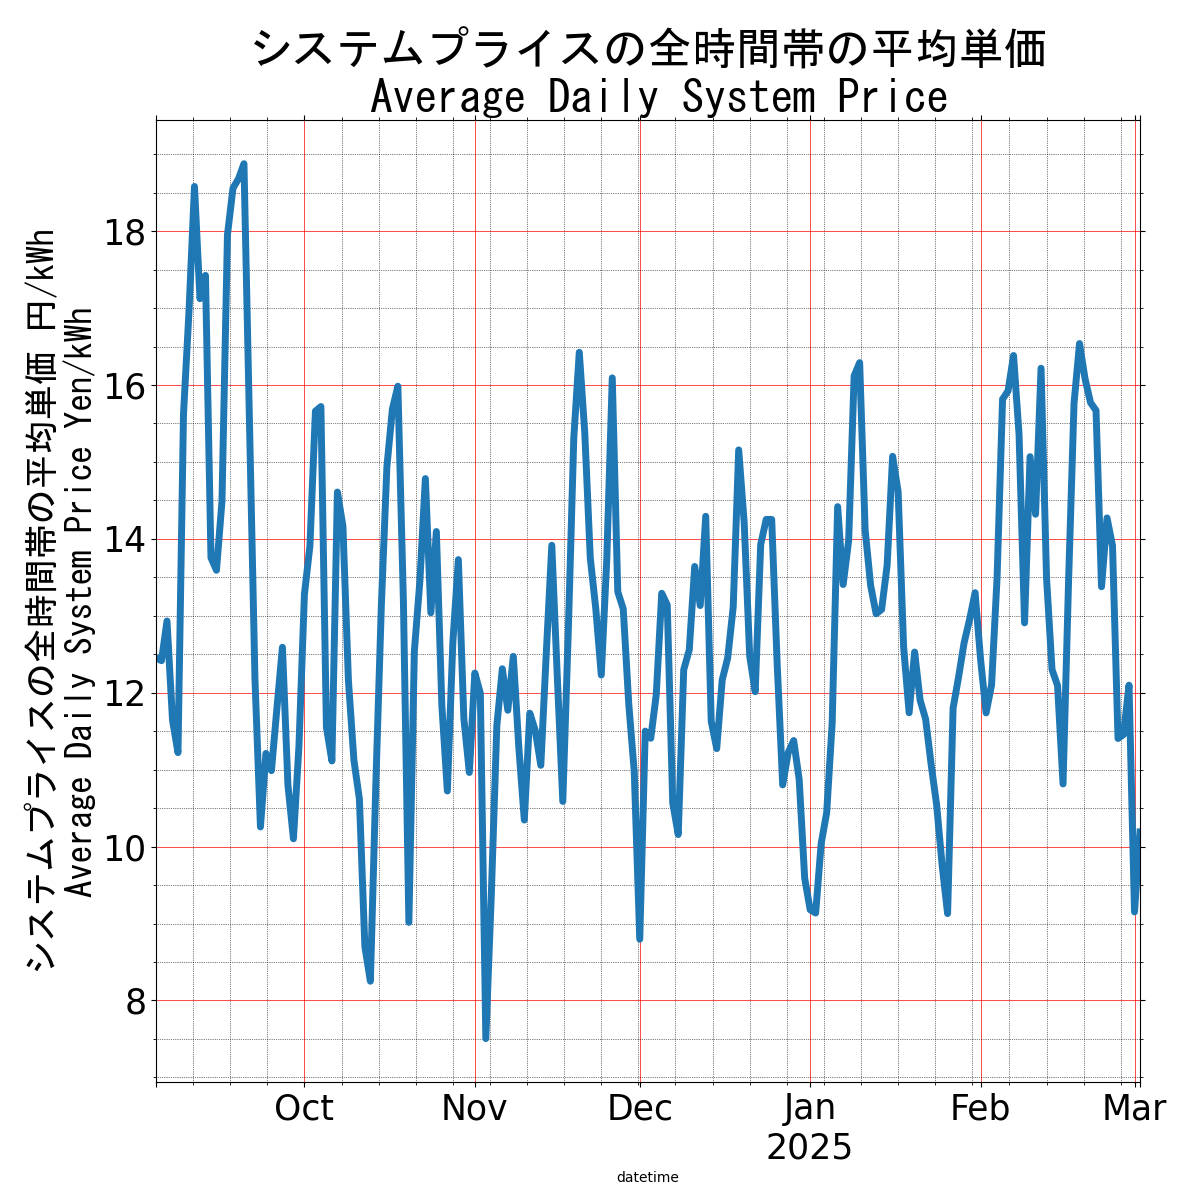 システムプライスの全時間帯の平均単価
Average Daily System Price
システムプライスの全時間帯の平均単価 円/kWh
Average Daily System Price Yen/kWh
18
16
14
12
10
8
Oct
Nov
Dec
Jan
2025
Feb
Mar
datetime